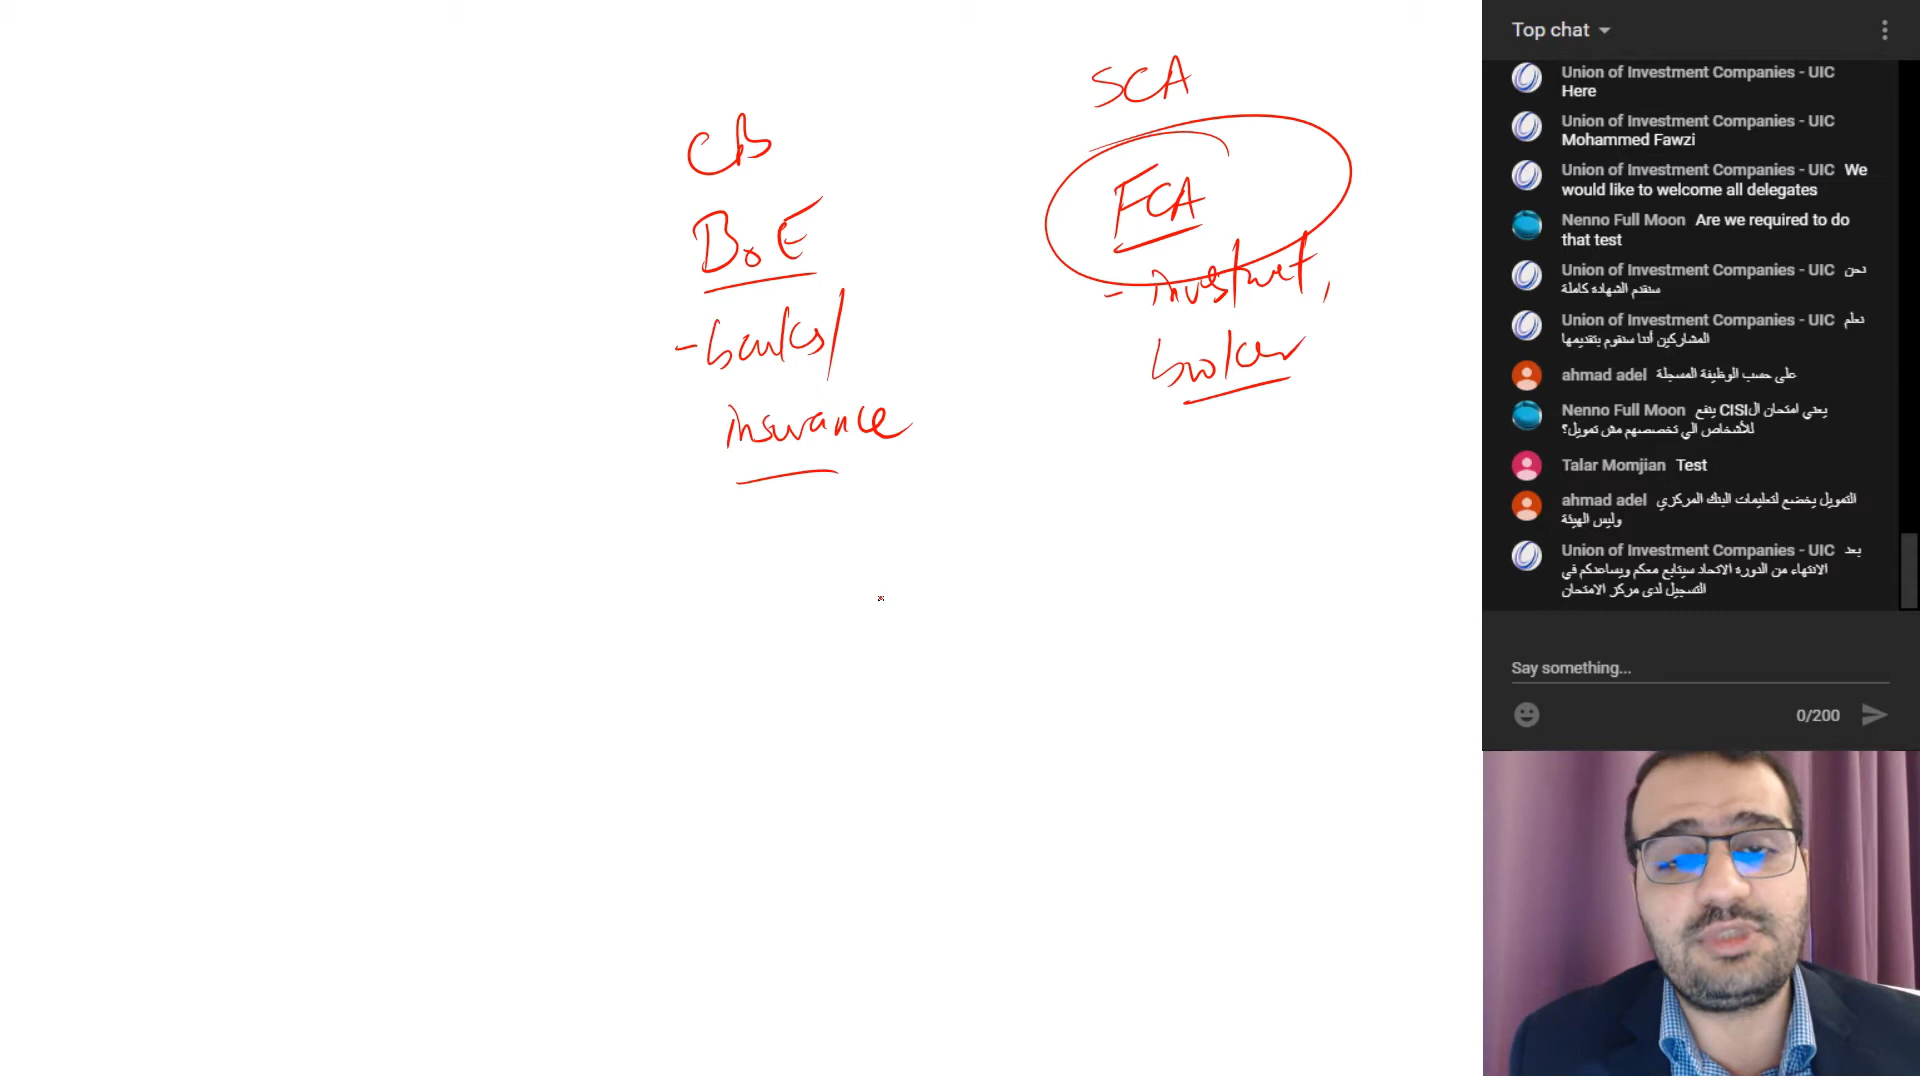 SCA
CB
FCA
BoE
- investment,
- banks/
broker
insurance
Top chat
Union of Investment Companies - UIC
Here
Union of Investment Companies - UIC
Mohammed Fawzi
Union of Investment Companies - UIC We
would like to welcome all delegates
Nenno Full Moon Are we required to do
that test
Union of Investment Companies - UIC نحن
سنقدم الشهادة كاملة
Union of Investment Companies - UIC نعلم
المشاركين أننا سنقوم بتقديمها
ahmad adel على حسب الوظيفة المسجلة
Nenno Full Moon يعني امتحان الCISI ينفع
للأشخاص الي تخصصهم مش تمويل؟
Talar Momjian Test
ahmad adel التمويل يخضع لتعليمات البنك المركزي
وليس الهيئة
Union of Investment Companies - UIC بعد
الانتهاء من الدورة الاتحاد سيتابع معكم ويساعدكم في
التسجيل لدى مركز الامتحان
Say something...
0/200